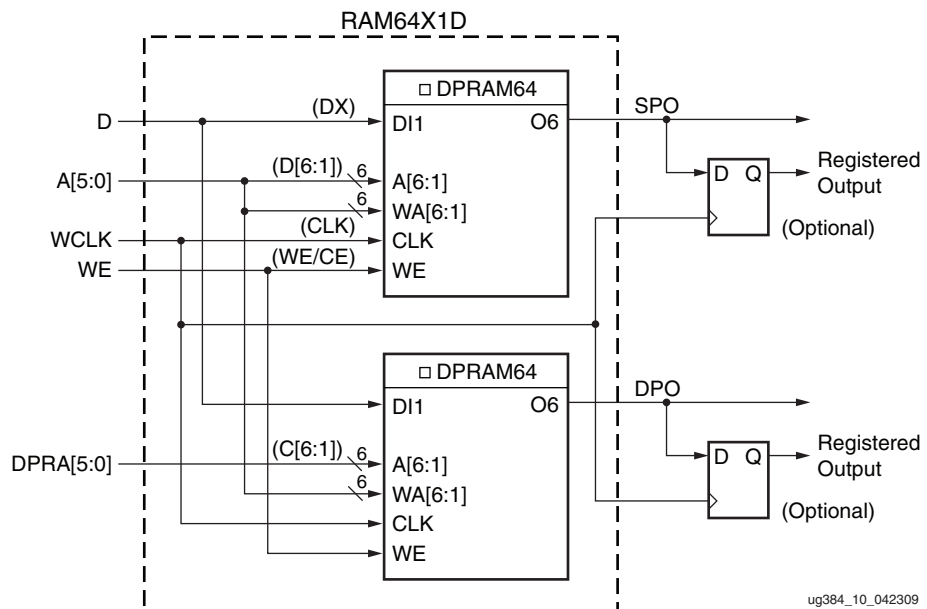 RAM64X1D
DPRAM64
D
(DX)
DI1
O6
SPO
A[5:0]
(D[6:1])
6
A[6:1]
6
WA[6:1]
WCLK
(CLK)
CLK
WE
(WE/CE)
WE
D Q
Registered
Output
(Optional)
DPRAM64
DI1
O6
DPO
DPRA[5:0]
(C[6:1])
6
A[6:1]
6
WA[6:1]
CLK
WE
D Q
Registered
Output
(Optional)
ug384_10_042309